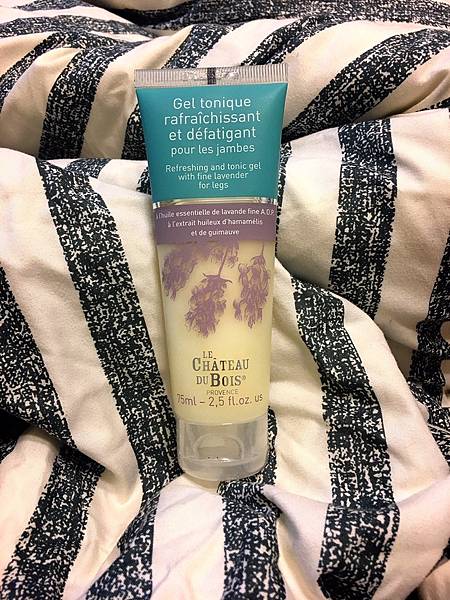 Gel tonique
rafraîchissant
et défatigant
pour les jambes
Refreshing and tonic gel
with fine lavender
for legs
à l'huile essentielle de lavande fine A.O.P.
à l'extrait huileux d'hamamélis
et de guimauve
LE
CHÂTEAU
DU BOIS®
PROVENCE
75ml – 2,5 fl.oz. us